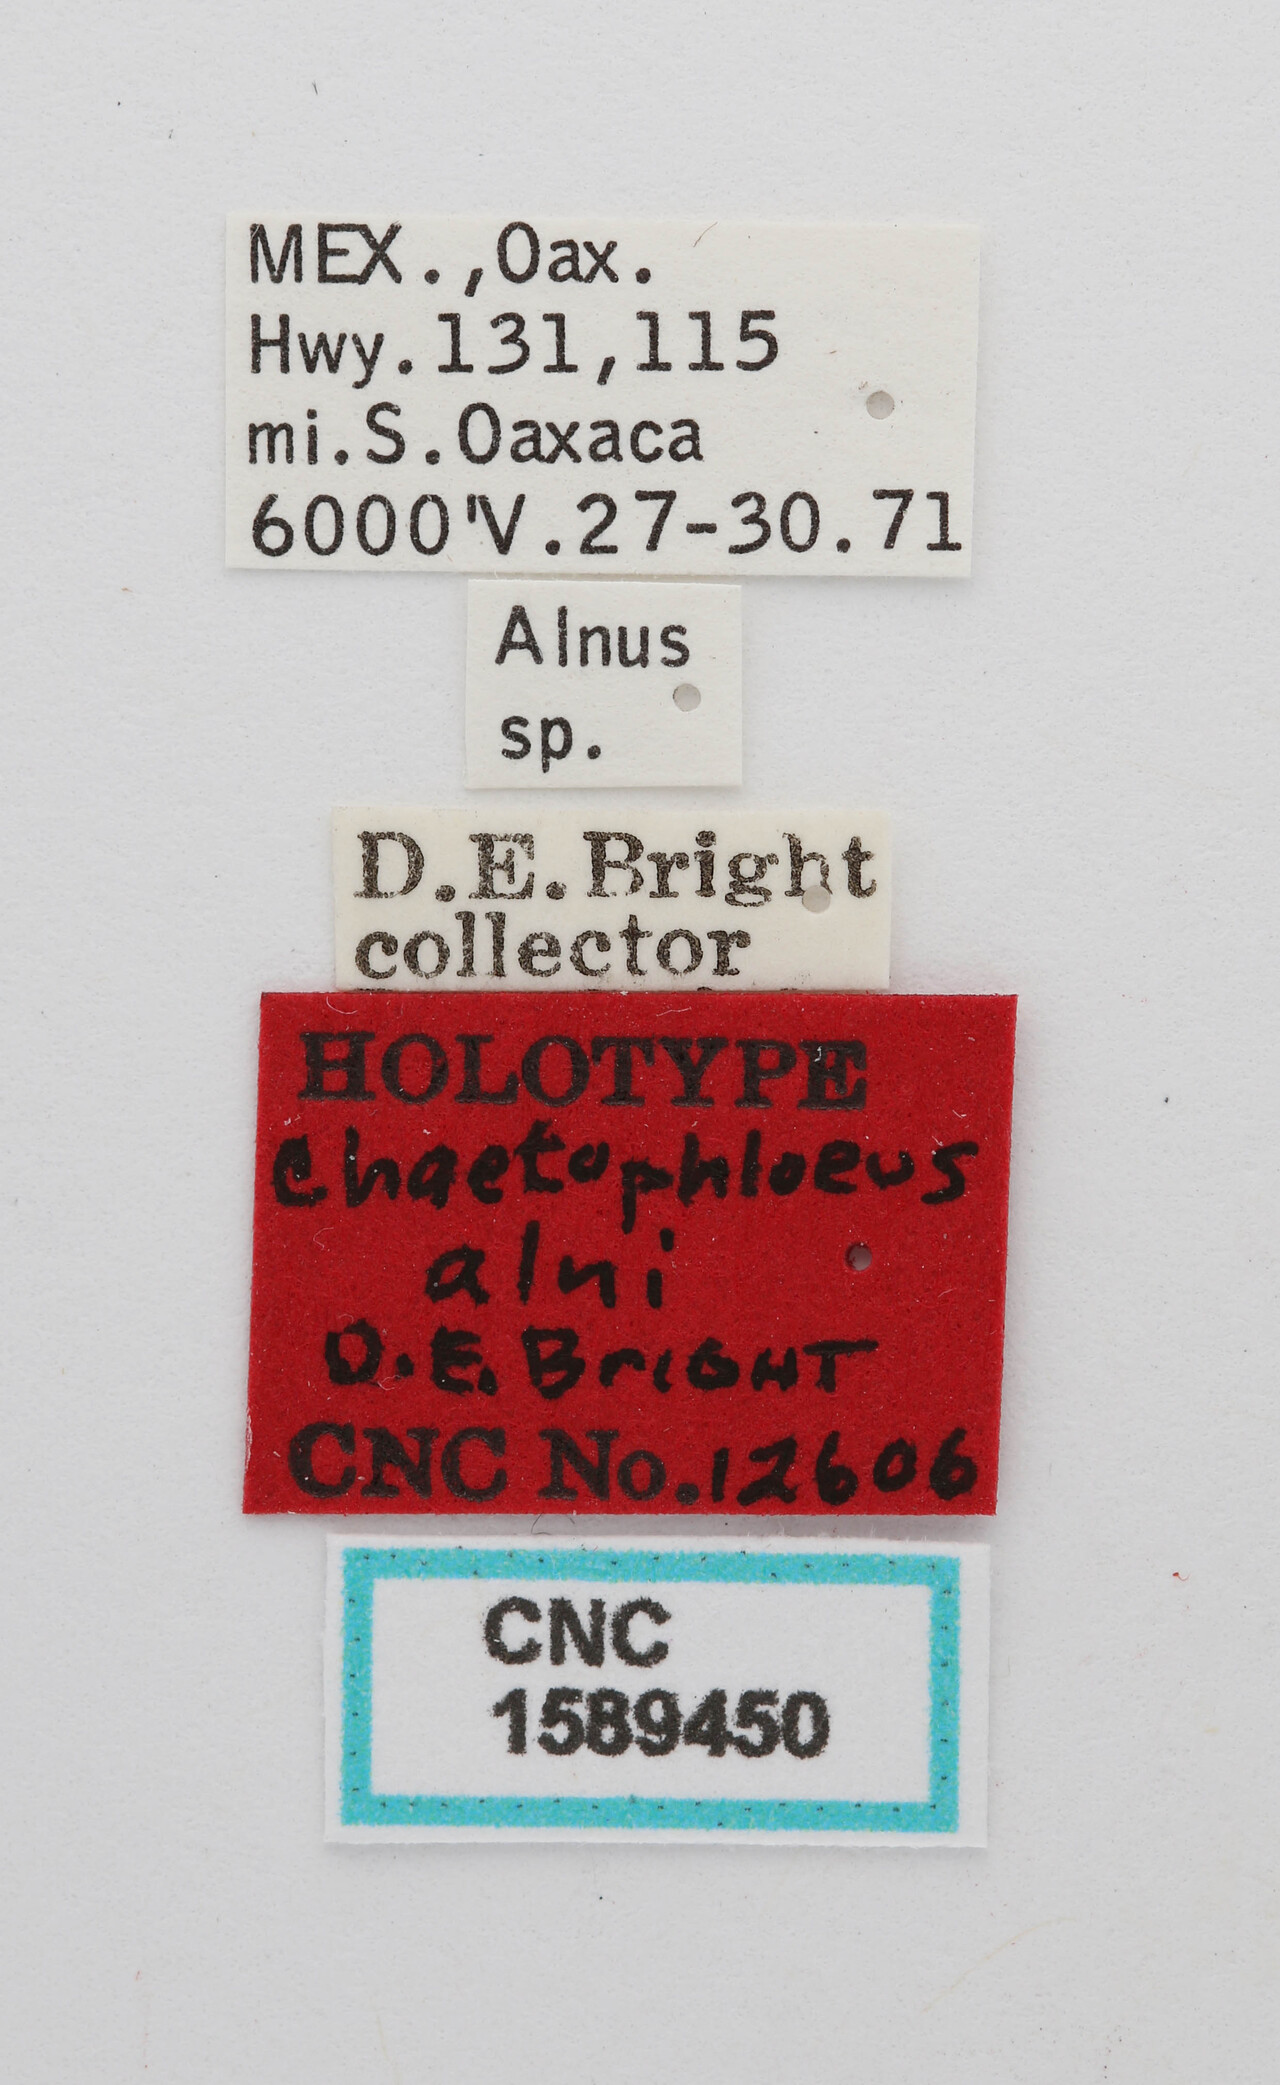 MEX.,Oax.
Hwy.131,115
mi.S.Oaxaca
6000'V.27-30.71
Alnus
sp.
D.E.Bright
collector
HOLOTYPE
Chaetophloeus
alni
D.E. BRIGHT
CNC No.12606
CNC
1589450